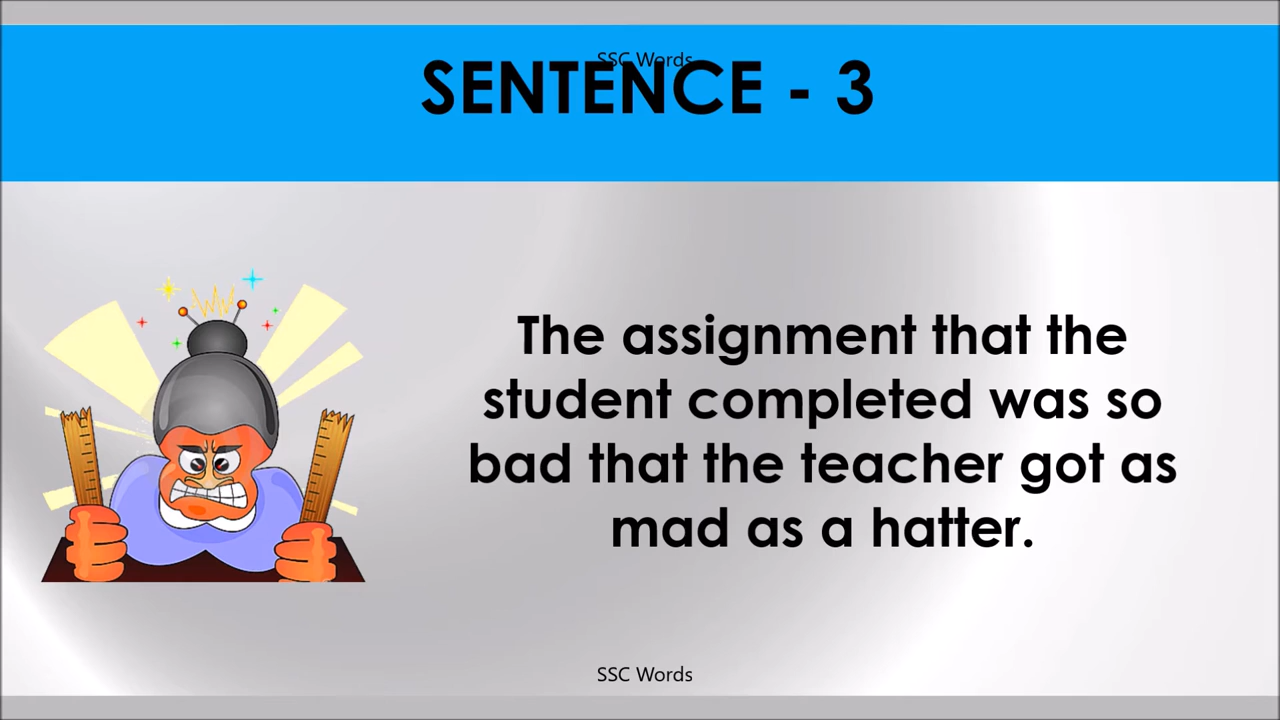 SSC Words
SENTENCE - 3
The assignment that the
student completed was so
bad that the teacher got as
mad as a hatter.
SSC Words